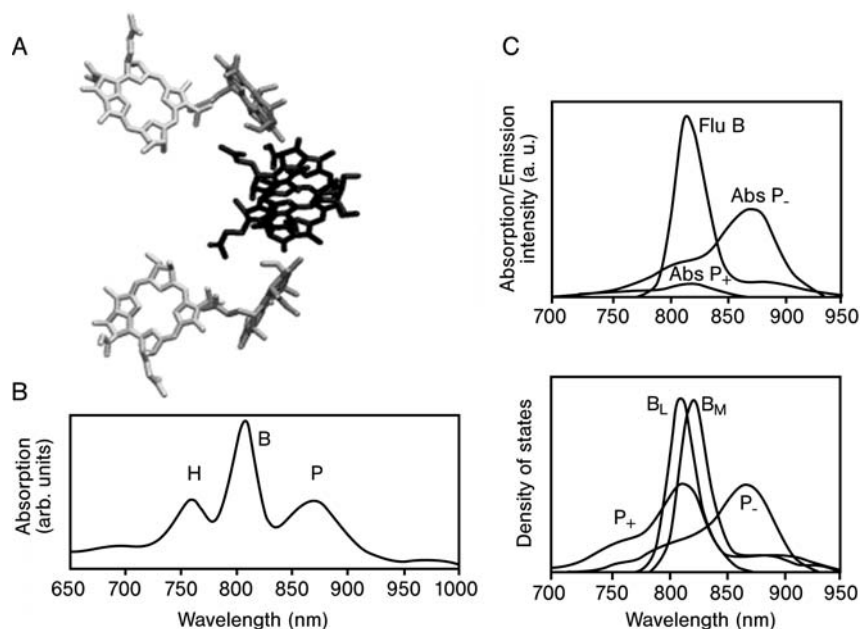 A
B
Absorption
(arb. units)
H
B
P
650
700
750
800
850
900
950
1000
Wavelength (nm)
C
Absorption/Emission
intensity (a. u.)
Flu B
Abs P-
Abs P+
700
750
800
850
900
950
Density of states
BL
BM
P+
P-
700
750
800
850
900
950
Wavelength (nm)